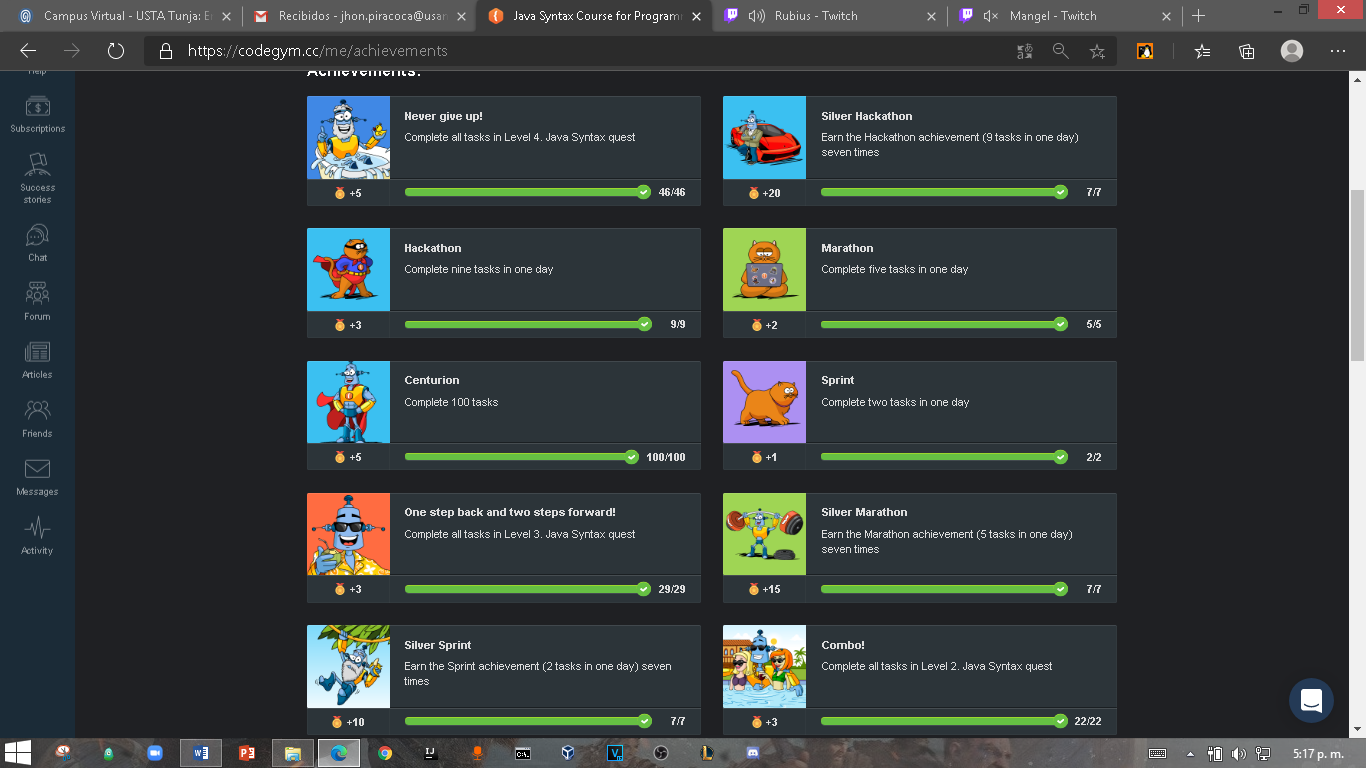 Campus Virtual - USTA Tunja: E
Recibidos - jhon.piracoca@usan
Java Syntax Course for Programm
Rubius - Twitch
Mangel - Twitch
https://codegym.cc/me/achievements
Help
Subscriptions
Success
stories
Chat
Forum
Articles
Friends
Messages
Activity
Achievements:
Never give up!
Complete all tasks in Level 4. Java Syntax quest
+5
46/46
Silver Hackathon
Earn the Hackathon achievement (9 tasks in one day)
seven times
+20
7/7
Hackathon
Complete nine tasks in one day
+3
9/9
Marathon
Complete five tasks in one day
+2
5/5
Centurion
Complete 100 tasks
+5
100/100
Sprint
Complete two tasks in one day
+1
2/2
One step back and two steps forward!
Complete all tasks in Level 3. Java Syntax quest
+3
29/29
Silver Marathon
Earn the Marathon achievement (5 tasks in one day)
seven times
+15
7/7
Silver Sprint
Earn the Sprint achievement (2 tasks in one day) seven
times
+10
7/7
Combo!
Complete all tasks in Level 2. Java Syntax quest
+3
22/22
5:17 p. m.